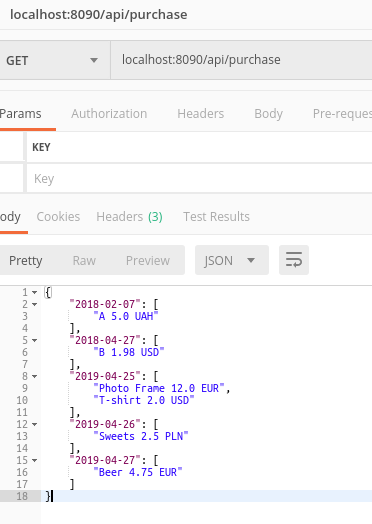 localhost:8090/api/purchase
GET localhost:8090/api/purchase
Params Authorization Headers Body Pre-reques
KEY
Key
ody Cookies Headers (3) Test Results
Pretty Raw Preview JSON
1 {
2 "2018-02-07": [
3 "A 5.0 UAH"
4 ],
5 "2018-04-27": [
6 "B 1.98 USD"
7 ],
8 "2019-04-25": [
9 "Photo Frame 12.0 EUR",
10 "T-shirt 2.0 USD"
11 ],
12 "2019-04-26": [
13 "Sweets 2.5 PLN"
14 ],
15 "2019-04-27": [
16 "Beer 4.75 EUR"
17 ]
18 }